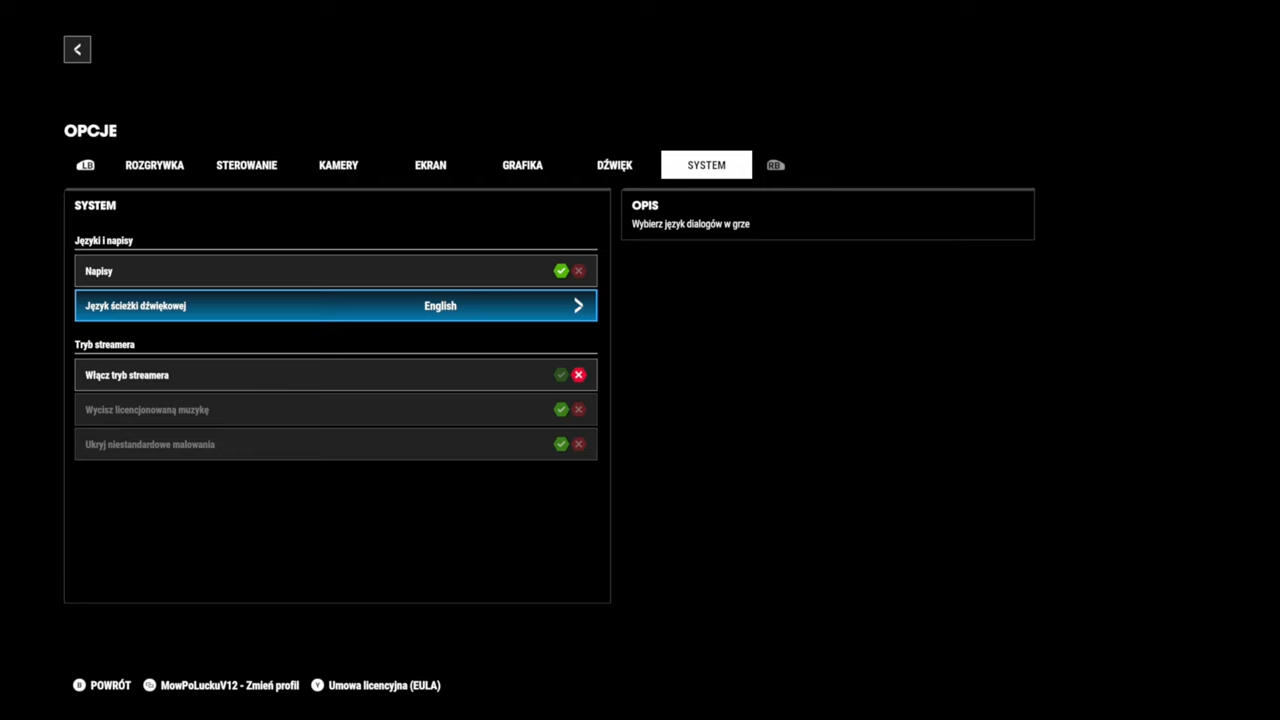 OPCJE
LB ROZGRYWKA STEROWANIE KAMERY EKRAN GRAFIKA DŹWIĘK SYSTEM RB
SYSTEM
Języki i napisy
Napisy
Język ścieżki dźwiękowej English
Tryb streamera
Włącz tryb streamera
Wycisz licencjonowaną muzykę
Ukryj niestandardowe malowania
OPIS
Wybierz język dialogów w grze
B POWRÓT MowPoLuckuV12 - Zmień profil Y Umowa licencyjna (EULA)